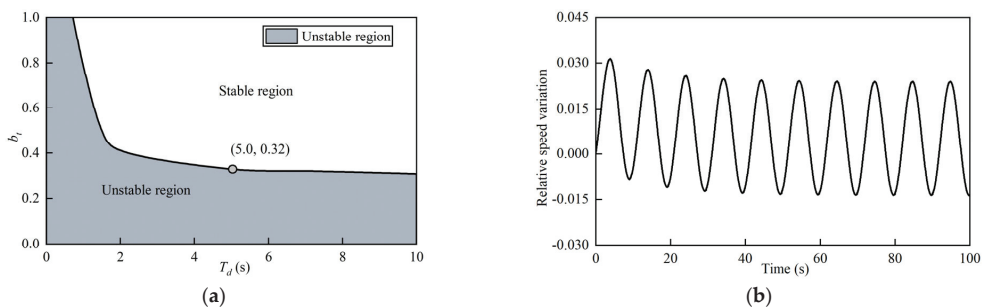 1.0
Unstable region
0.8
Stable region
0.6
b_t
(5.0, 0.32)
0.4
Unstable region
0.2
0.0
0 2 4 6 8 10
T_d (s)
(a)
0.045
0.030
0.015
Relative speed variation
0.000
-0.015
-0.030
0 20 40 60 80 100
Time (s)
(b)